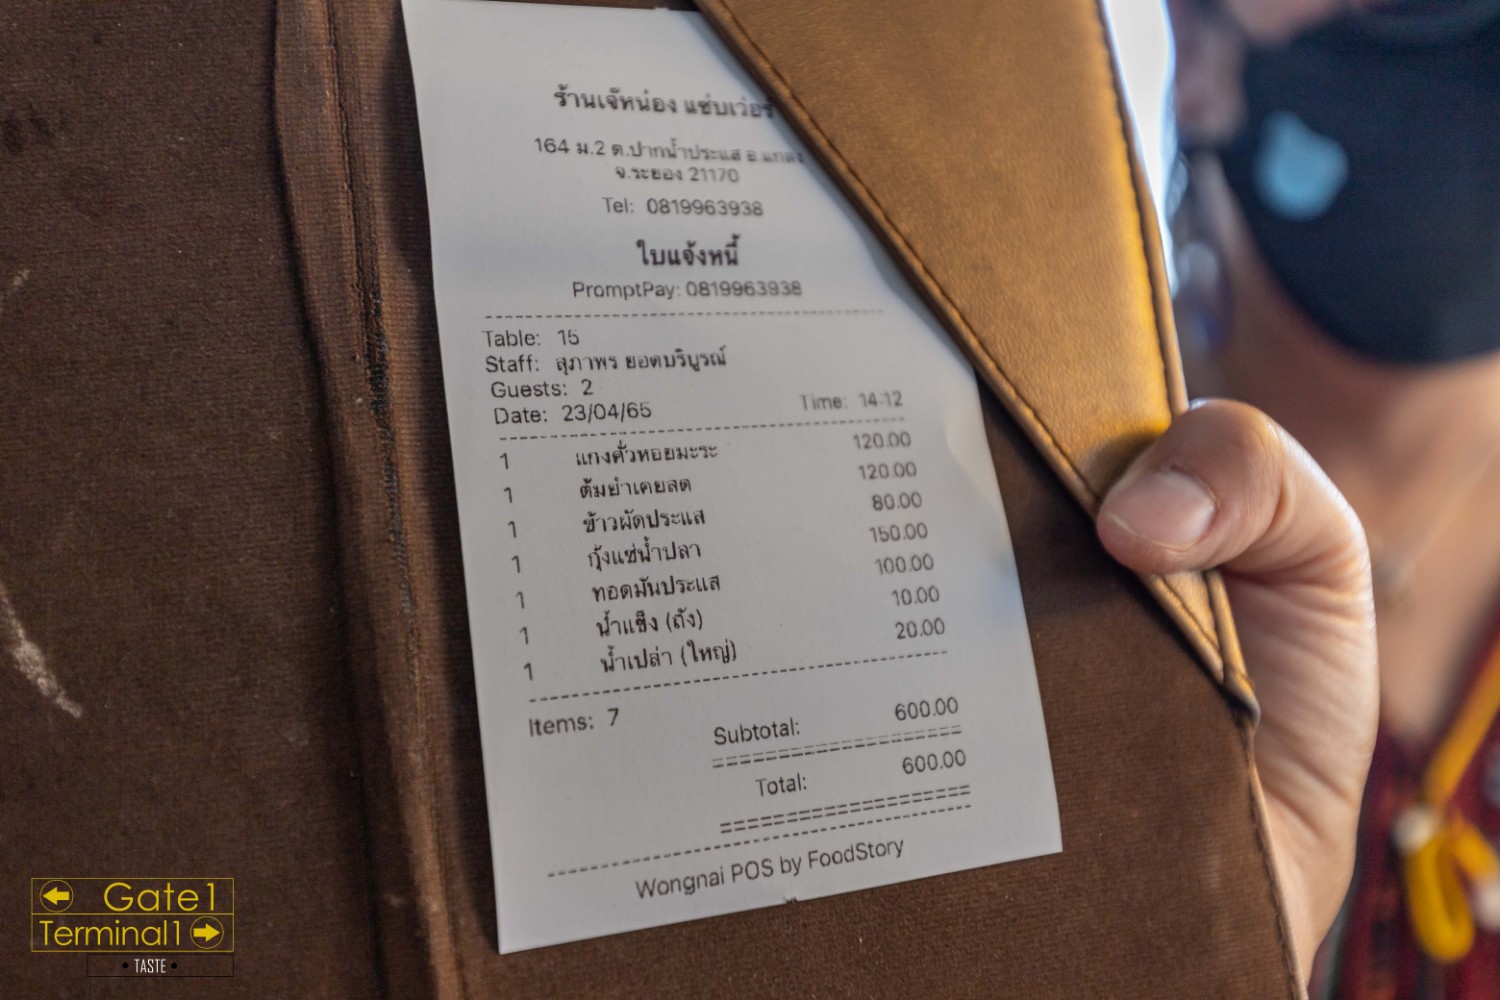 ร้านเจ๊หน่อง แซ่บเว่อร์
164 ม.2 ต.ปากน้ำประแส อ.แกลง
จ.ระยอง 21170
Tel: 0819963938
ใบแจ้งหนี้
PromptPay: 0819963938
Table: 15
Staff: สุภาพร ยอดบริบูรณ์
Guests: 2
Date: 23/04/65 Time: 14:12
1 แกงคั่วหอยมะระ 120.00
1 ต้มยำเคยสด 120.00
1 ข้าวผัดประแส 80.00
1 กุ้งแช่น้ำปลา 150.00
1 ทอดมันประแส 100.00
1 น้ำแข็ง (ถัง) 10.00
1 น้ำเปล่า (ใหญ่) 20.00
Items: 7
Subtotal: 600.00
Total: 600.00
Wongnai POS by FoodStory
Gate1
Terminal1
• TASTE •